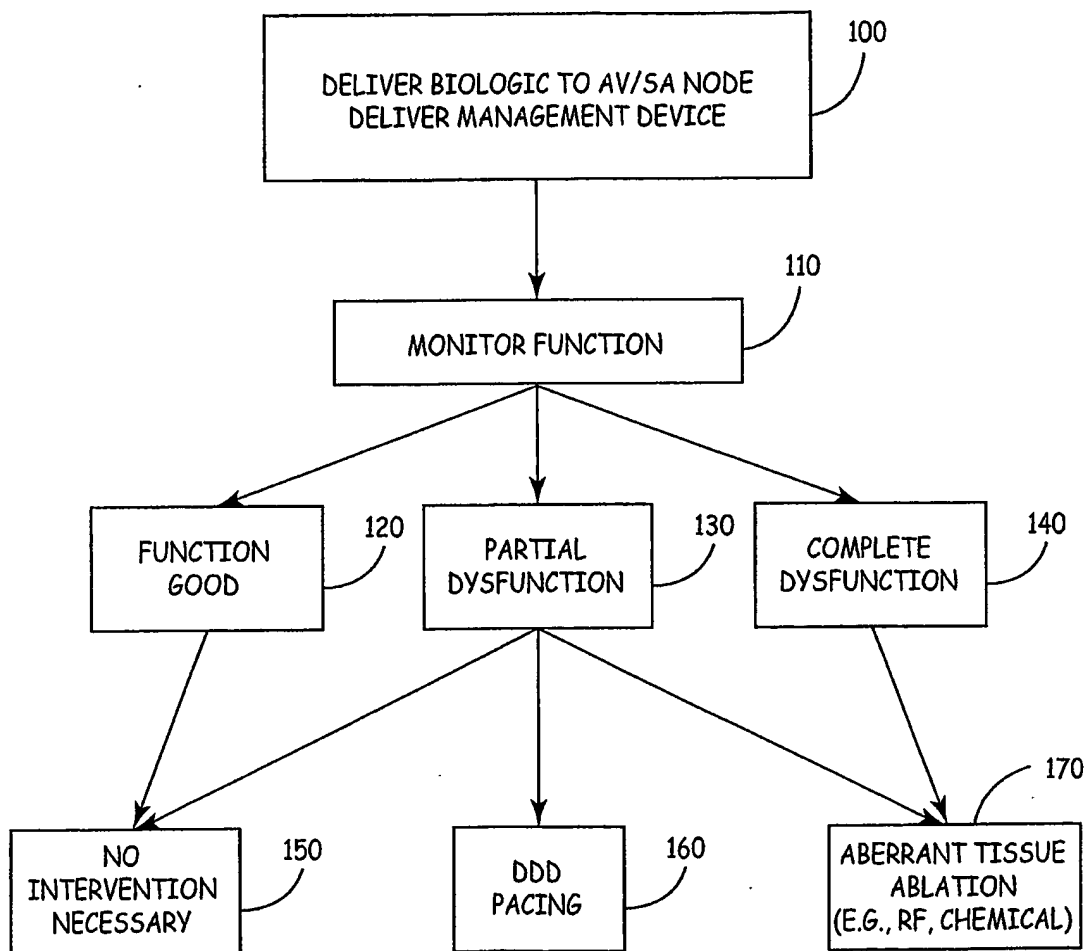 100
DELIVER BIOLOGIC TO AV/SA NODE
DELIVER MANAGEMENT DEVICE
110
MONITOR FUNCTION
120
FUNCTION
GOOD
130
PARTIAL
DYSFUNCTION
140
COMPLETE
DYSFUNCTION
150
NO
INTERVENTION
NECESSARY
160
DDD
PACING
170
ABERRANT TISSUE
ABLATION
(E.G., RF, CHEMICAL)